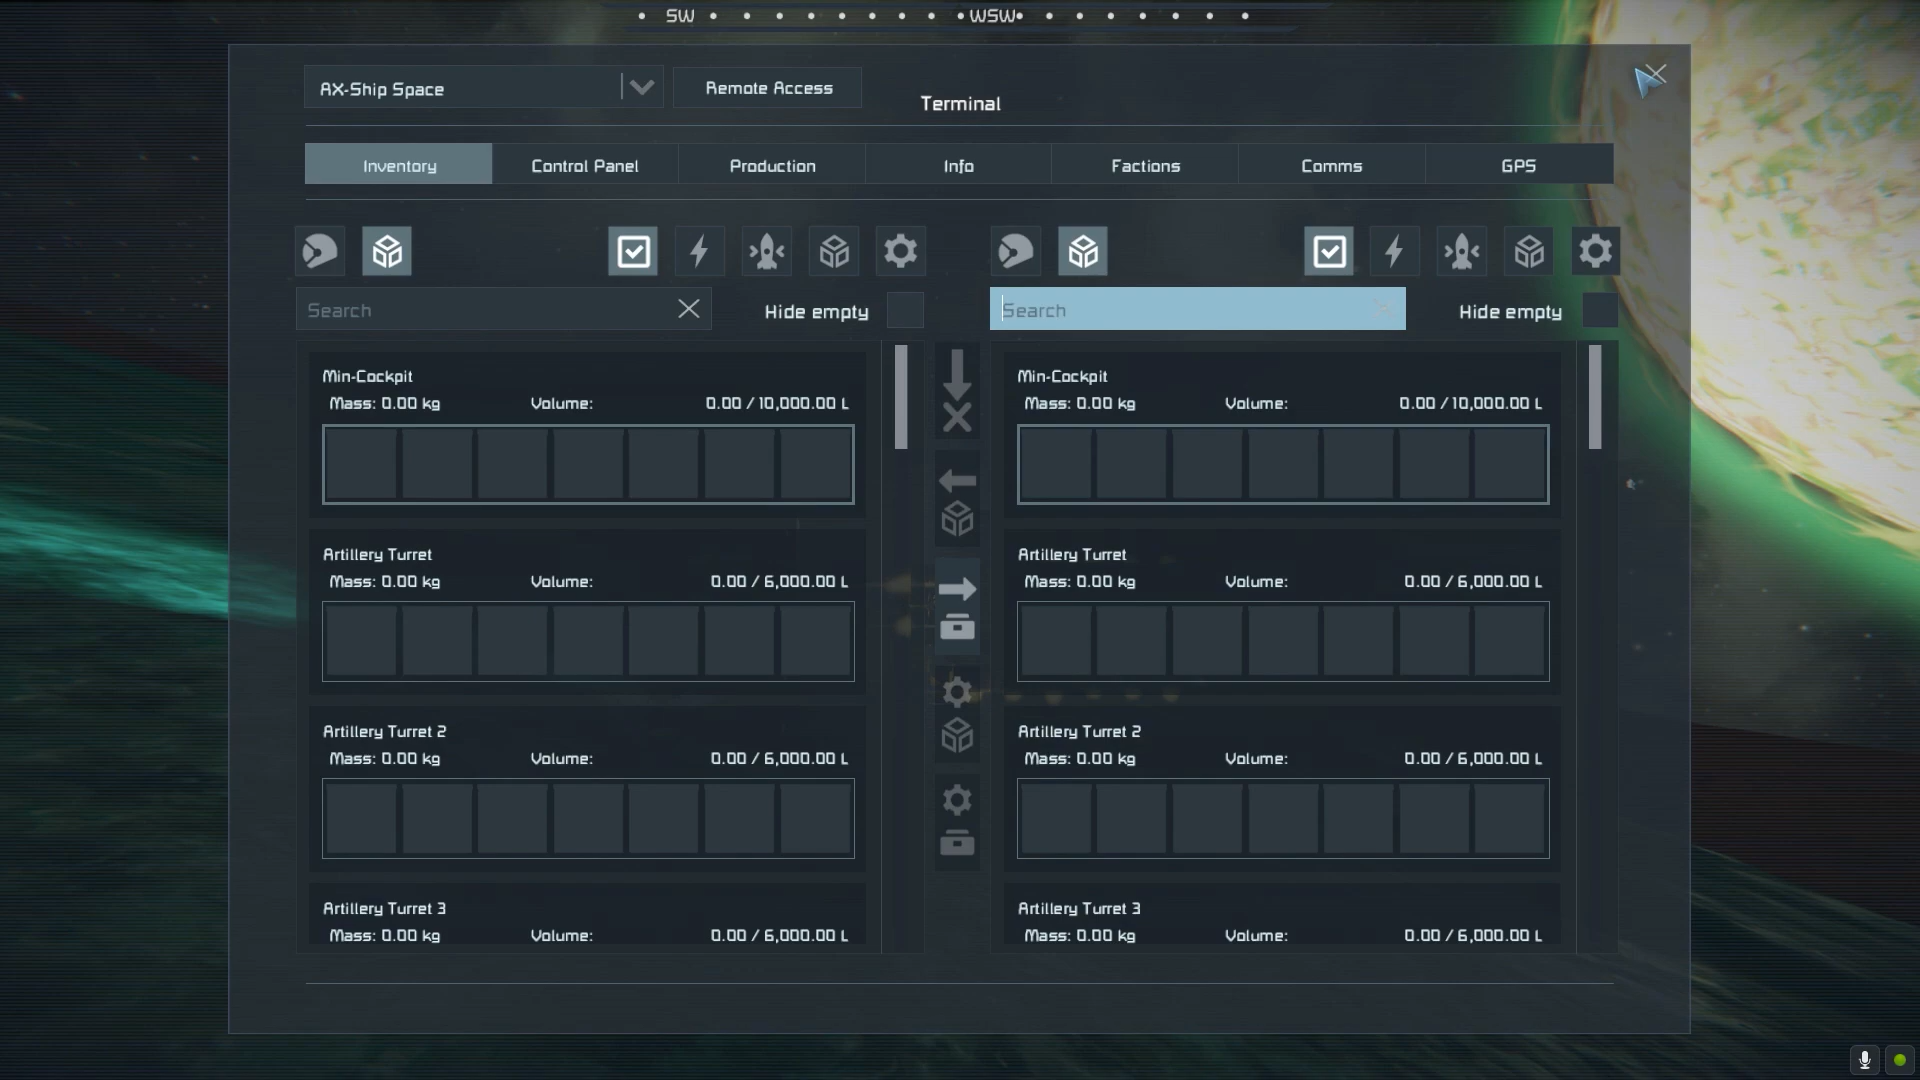 SW WSW
AX-Ship Space
Remote Access
Terminal
Inventory Control Panel Production Info Factions Comms GPS
Search
Hide empty
Search
Hide empty
Min-Cockpit
Mass: 0.00 kg Volume: 0.00 / 10,000.00 L
Artillery Turret
Mass: 0.00 kg Volume: 0.00 / 6,000.00 L
Artillery Turret 2
Mass: 0.00 kg Volume: 0.00 / 6,000.00 L
Artillery Turret 3
Mass: 0.00 kg Volume: 0.00 / 6,000.00 L
Min-Cockpit
Mass: 0.00 kg Volume: 0.00 / 10,000.00 L
Artillery Turret
Mass: 0.00 kg Volume: 0.00 / 6,000.00 L
Artillery Turret 2
Mass: 0.00 kg Volume: 0.00 / 6,000.00 L
Artillery Turret 3
Mass: 0.00 kg Volume: 0.00 / 6,000.00 L